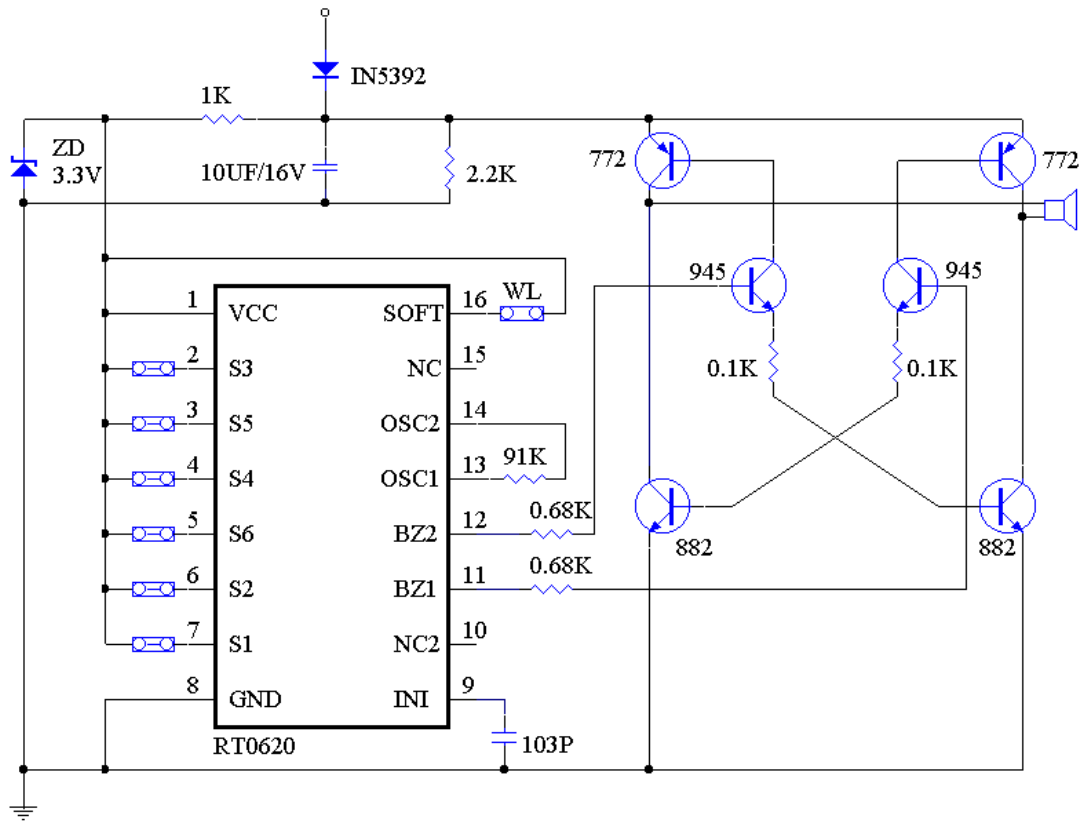 IN5392
1K
ZD
3.3V
10UF/16V
2.2K
772
772
945
945
0.1K
0.1K
882
882
WL
91K
0.68K
0.68K
1 VCC SOFT 16
2 S3 NC 15
3 S5 OSC2 14
4 S4 OSC1 13
5 S6 BZ2 12
6 S2 BZ1 11
7 S1 NC2 10
8 GND INI 9
RT0620
103P